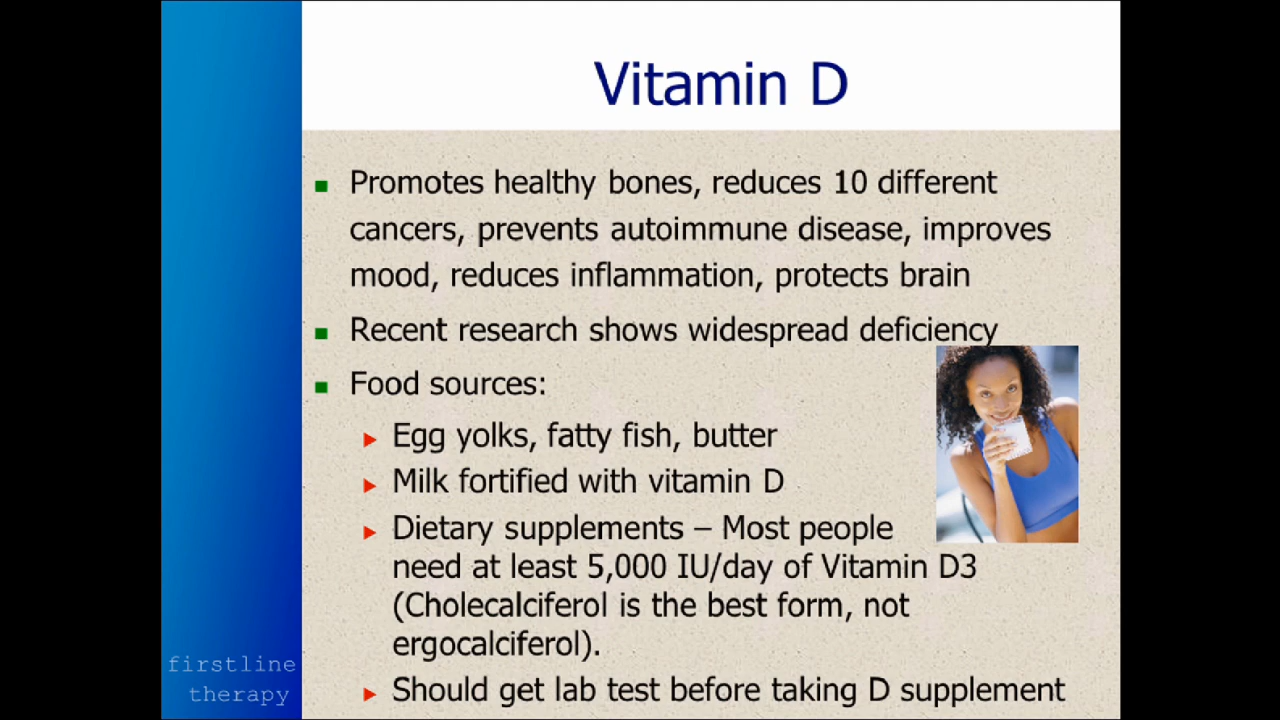 Vitamin D
Promotes healthy bones, reduces 10 different
cancers, prevents autoimmune disease, improves
mood, reduces inflammation, protects brain
Recent research shows widespread deficiency
Food sources:
Egg yolks, fatty fish, butter
Milk fortified with vitamin D
Dietary supplements – Most people
need at least 5,000 IU/day of Vitamin D3
(Cholecalciferol is the best form, not
ergocalciferol).
Should get lab test before taking D supplement
firstline
therapy